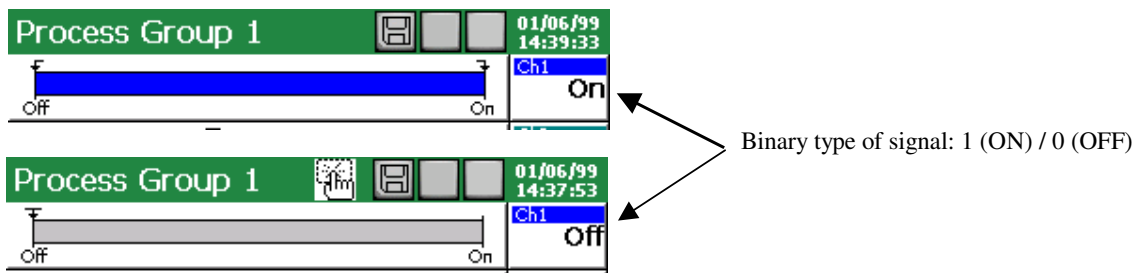 Process Group 1
01/06/99
14:39:33
Ch1
On
Off On
Binary type of signal: 1 (ON) / 0 (OFF)
Process Group 1
01/06/99
14:37:53
Ch1
Off
Off On